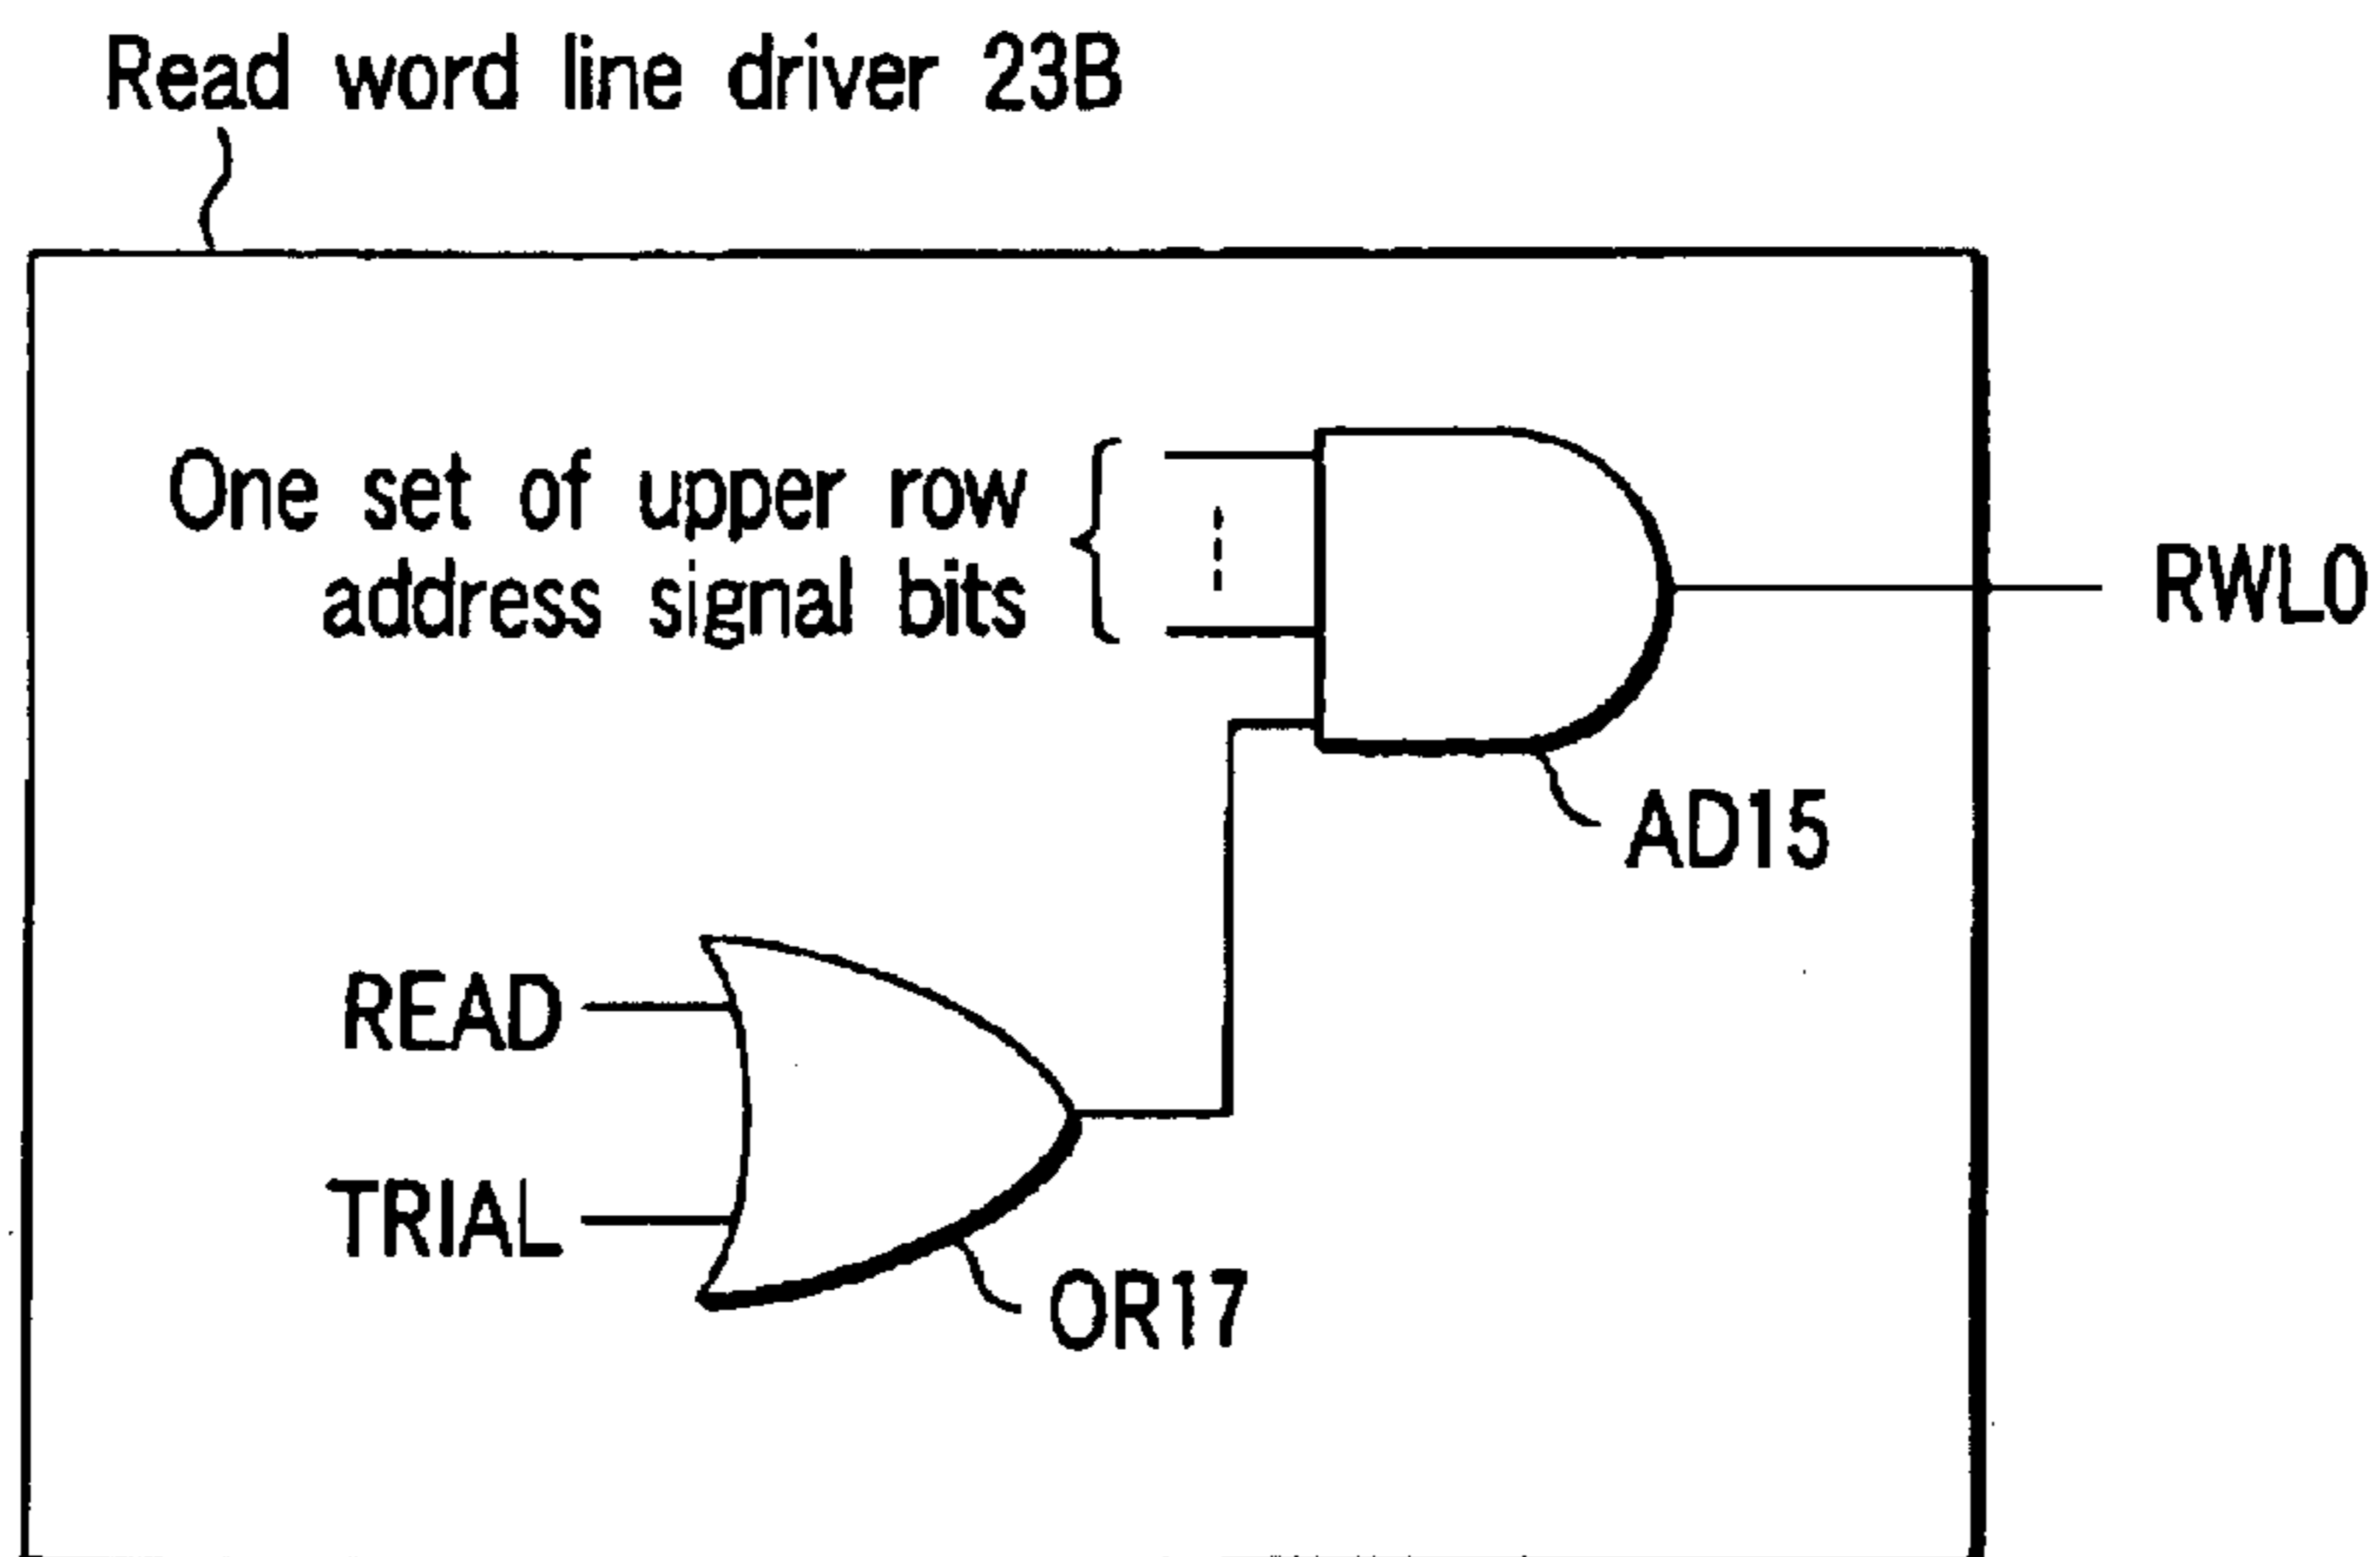 Read word line driver 23B
One set of upper row
address signal bits
RWL0
AD15
READ
TRIAL
OR17